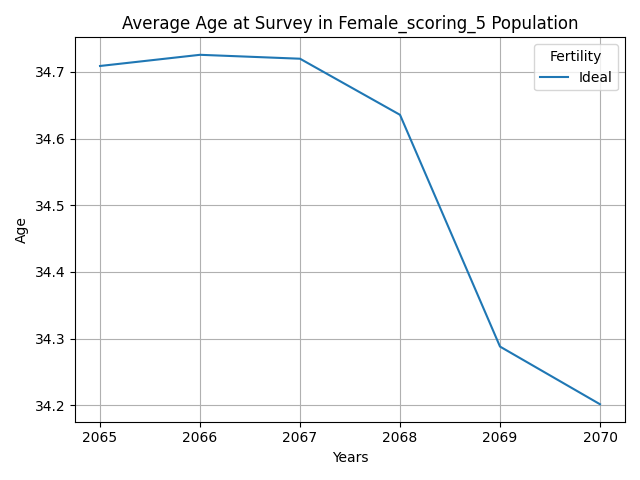 Average Age at Survey in Female_scoring_5 Population
Fertility
Ideal
34.7
34.6
34.5
34.4
34.3
34.2
Age
2065 2066 2067 2068 2069 2070
Years